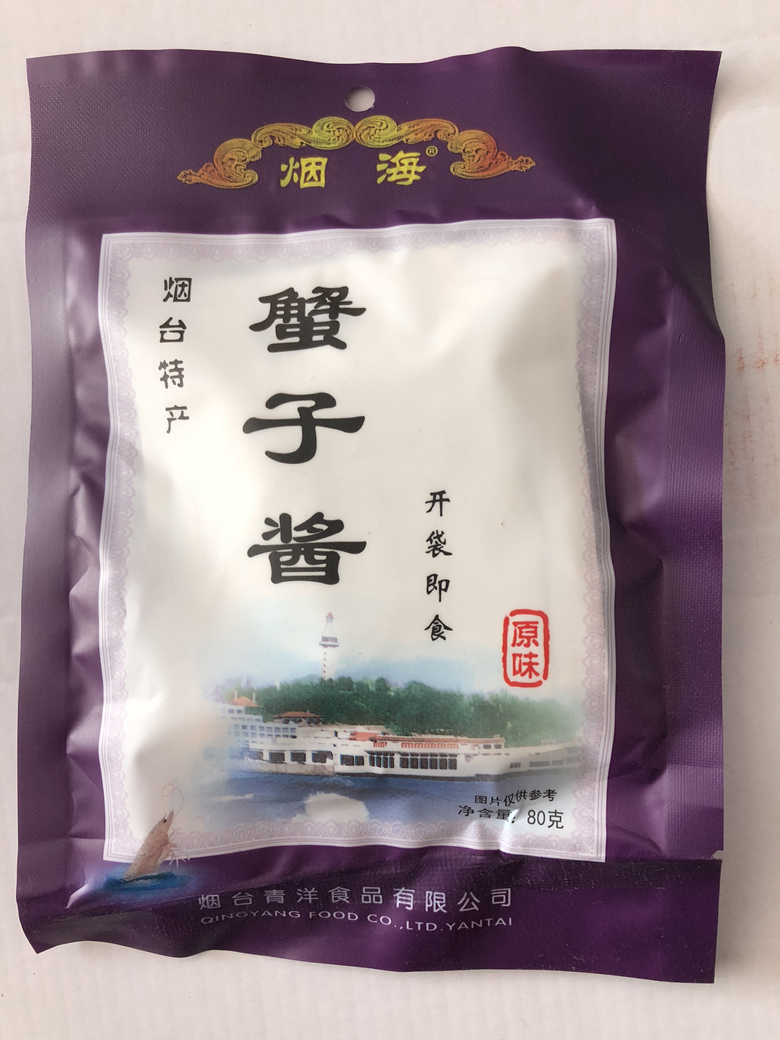 烟海®
烟台特产
蟹子酱
开袋即食
原味
图片仅供参考
净含量：80克
烟台青洋食品有限公司
QINGYANG FOOD CO.,LTD.YANTAI